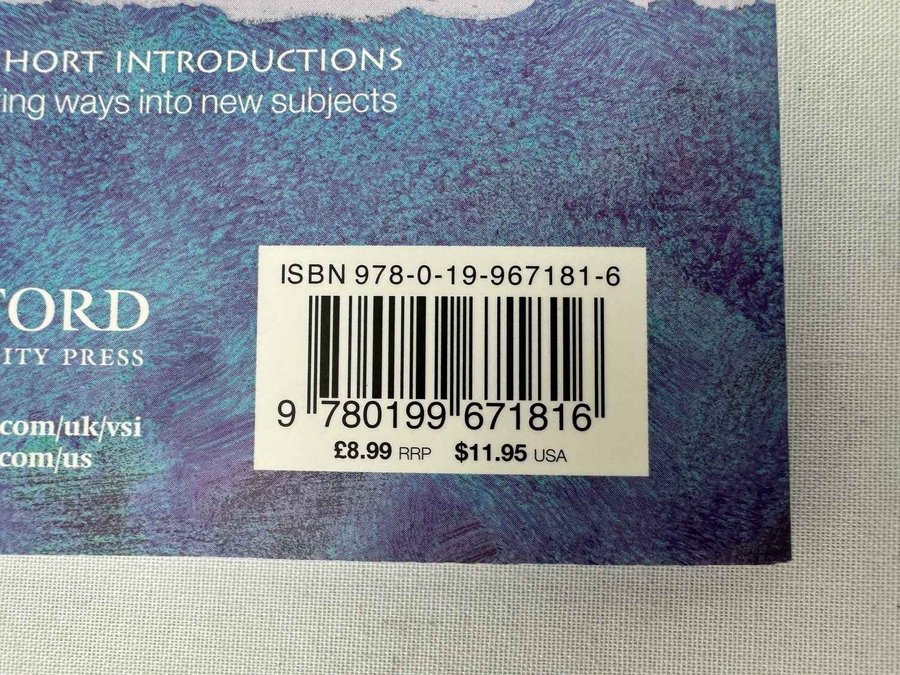 HORT INTRODUCTIONS
ing ways into new subjects
ISBN 978-0-19-967181-6
FORD
ITY PRESS
9 780199 671816
.com/uk/vsi
£8.99 RRP $11.95 USA
.com/us